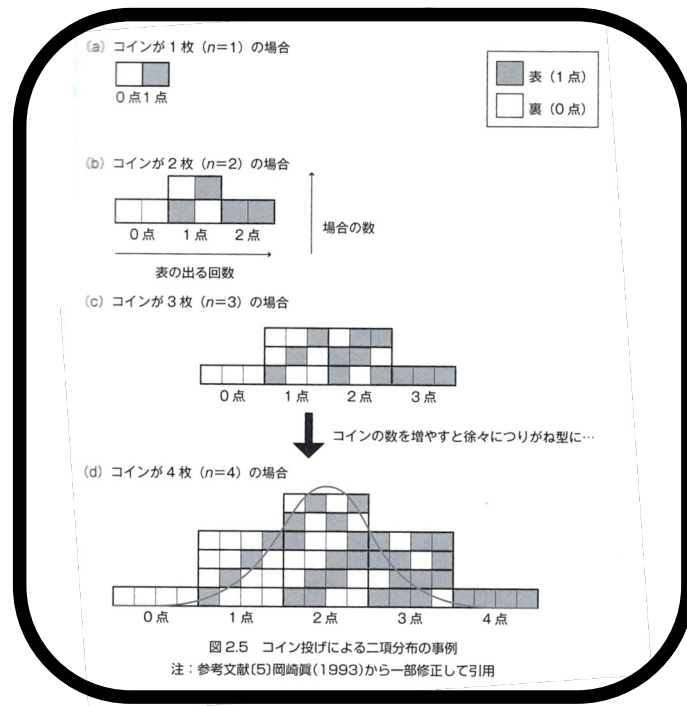 (a) コインが1枚（n=1）の場合
0点1点
表（1点）
裏（0点）
(b) コインが2枚（n=2）の場合
0点 1点 2点
場合の数
表の出る回数
(c) コインが3枚（n=3）の場合
0点 1点 2点 3点
コインの数を増やすと徐々につりがね型に…
(d) コインが4枚（n=4）の場合
0点 1点 2点 3点 4点
図2.5 コイン投げによる二項分布の事例
注：参考文献〔5〕岡崎眞（1993）から一部修正して引用